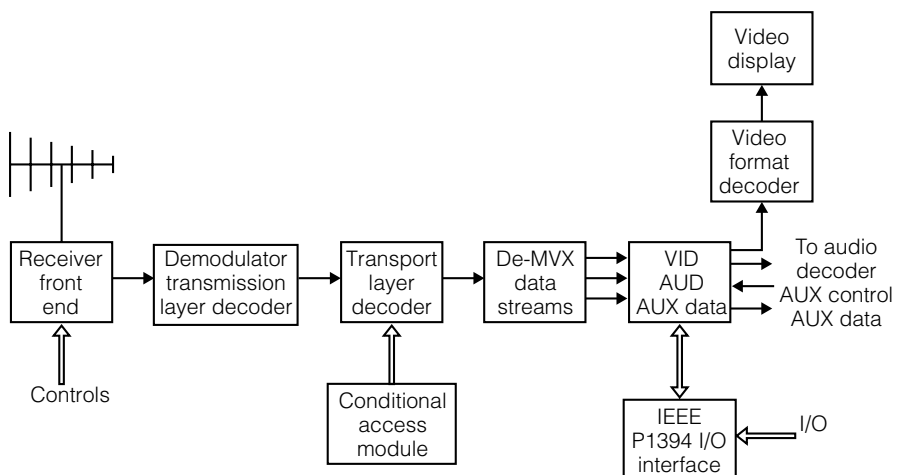 Video
display
Video
format
decoder
Receiver
front
end
Demodulator
transmission
layer decoder
Transport
layer
decoder
De-MVX
data
streams
VID
AUD
AUX data
To audio
decoder
AUX control
AUX data
Controls
Conditional
access
module
IEEE
P1394 I/O
interface
I/O